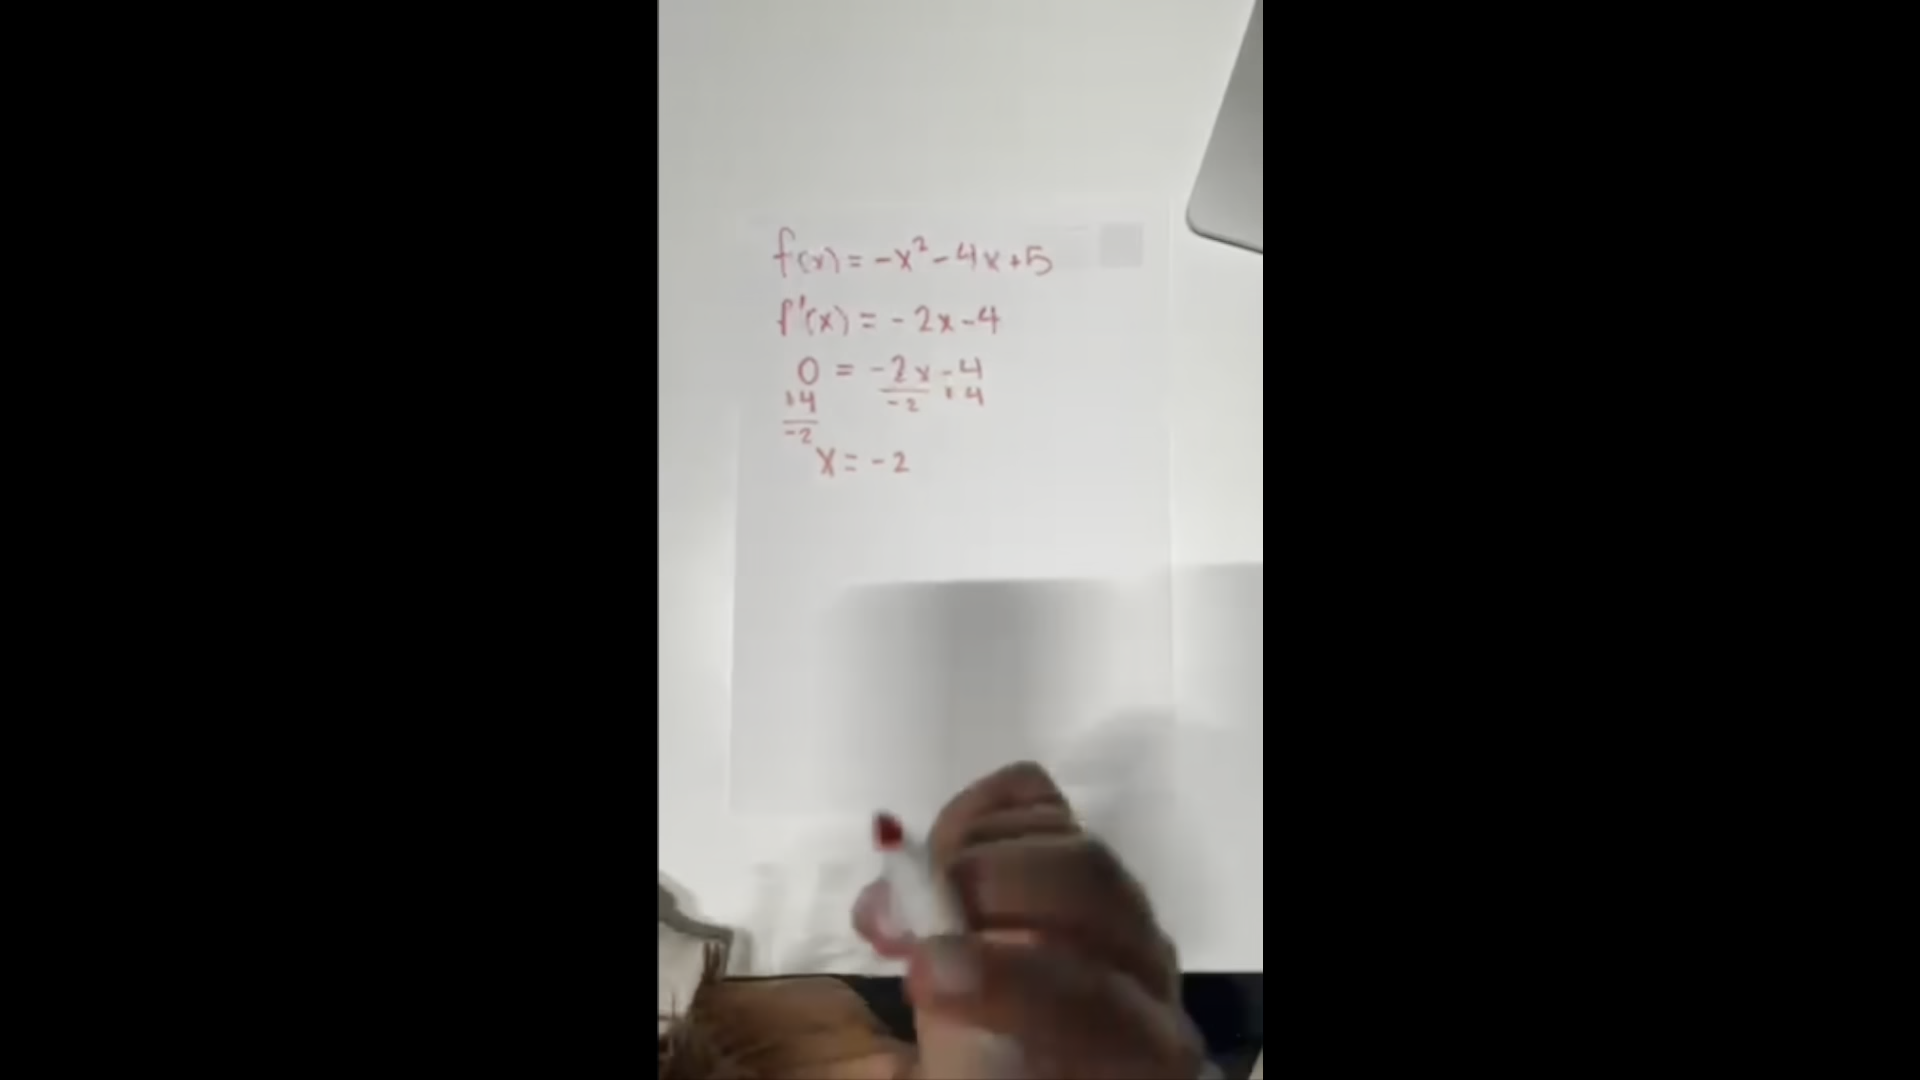 f(x) = -x² - 4x + 5
f'(x) = -2x - 4
0 = -2x - 4
+4 -2 +4
-2
x = -2